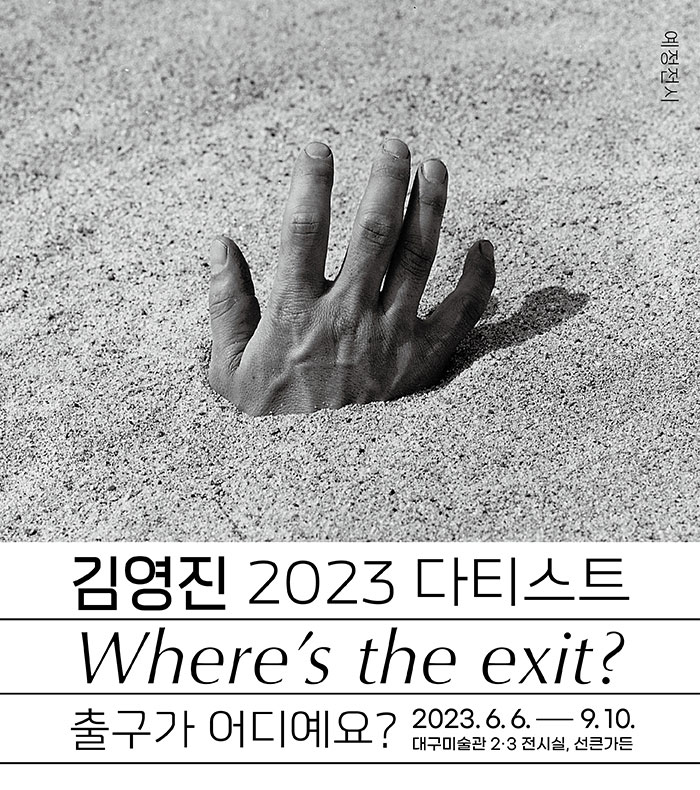 예정전시
김영진 2023 다티스트
Where's the exit?
출구가 어디예요?
2023. 6. 6. — 9. 10.
대구미술관 2·3 전시실, 선큰가든